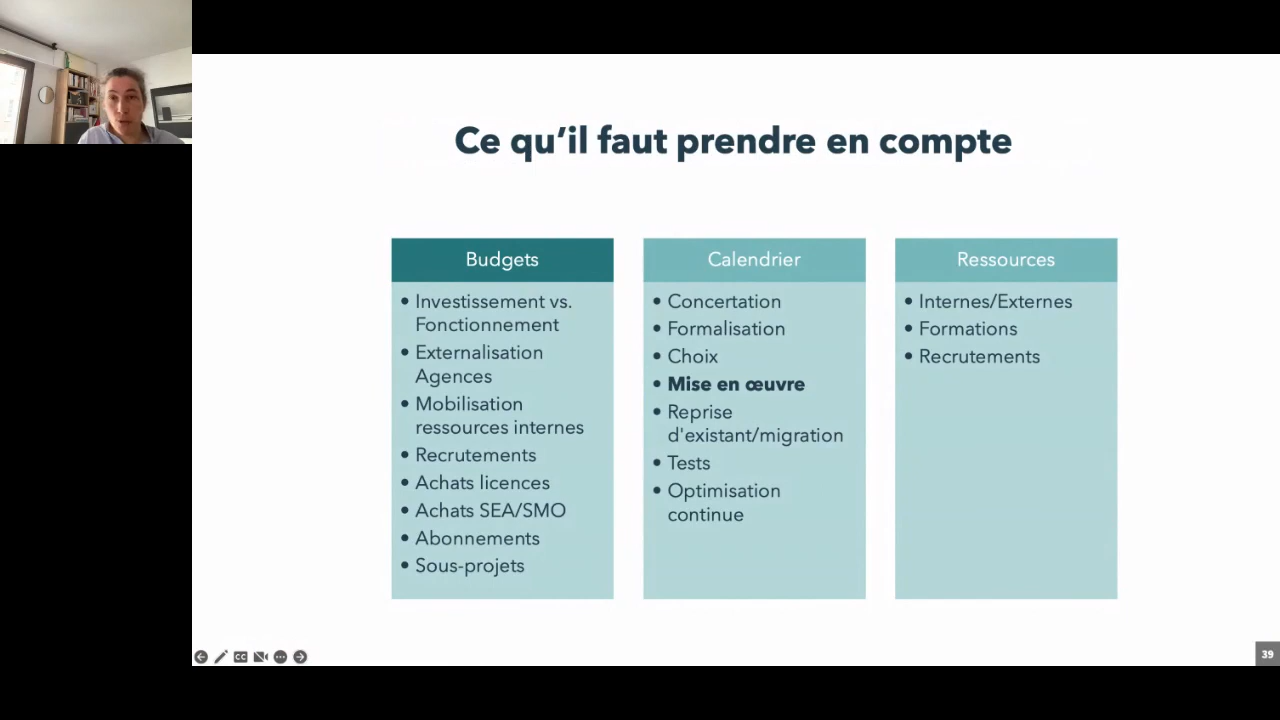 Ce qu’il faut prendre en compte
Budgets
• Investissement vs.
Fonctionnement
• Externalisation
Agences
• Mobilisation
ressources internes
• Recrutements
• Achats licences
• Achats SEA/SMO
• Abonnements
• Sous-projets
Calendrier
• Concertation
• Formalisation
• Choix
• Mise en œuvre
• Reprise
d'existant/migration
• Tests
• Optimisation
continue
Ressources
• Internes/Externes
• Formations
• Recrutements
CC
39